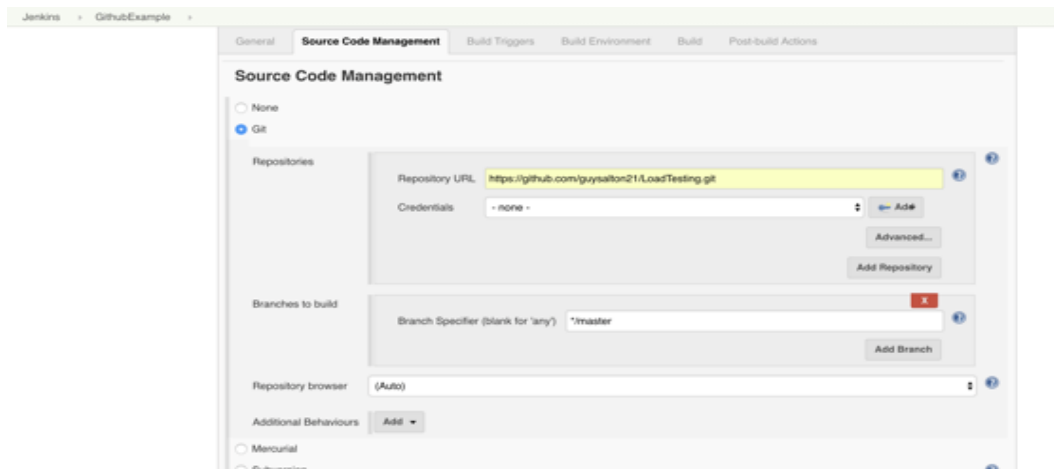 Jenkins › GithubExample ›
General Source Code Management Build Triggers Build Environment Build Post-build Actions
Source Code Management
None
Git
Repositories
Repository URL https://github.com/guysalton21/LoadTesting.git
Credentials - none - Add
Advanced...
Add Repository
Branches to build
X
Branch Specifier (blank for 'any') */master
Add Branch
Repository browser (Auto)
Additional Behaviours Add
Mercurial
Subversion